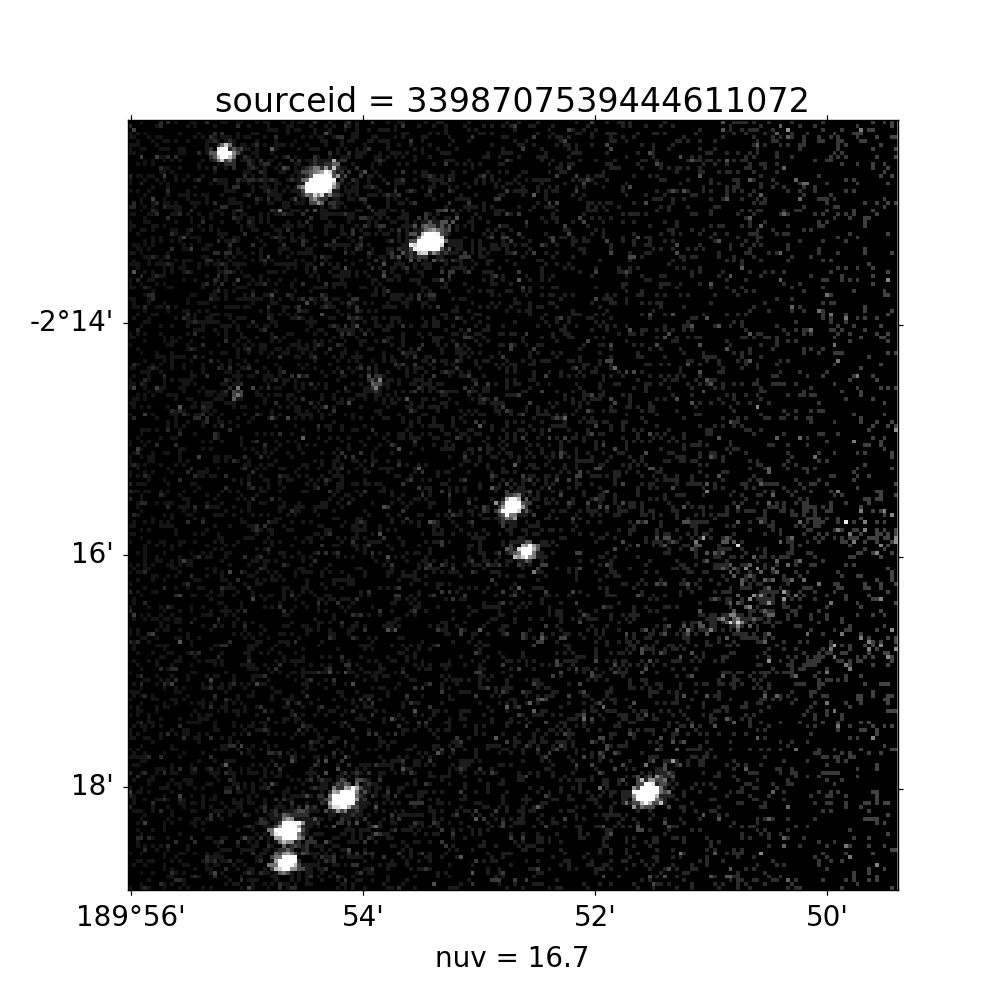 sourceid = 3398707539444611072
-2°14'
16'
18'
189°56' 54' 52' 50'
nuv = 16.7